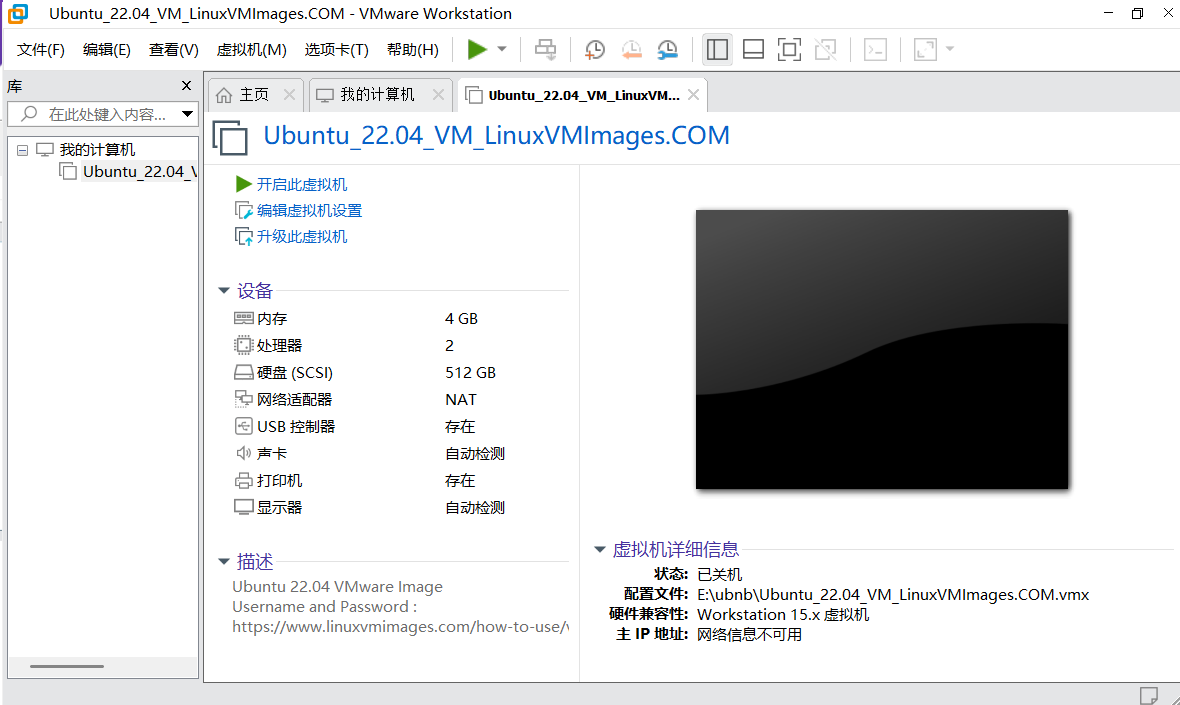 Ubuntu_22.04_VM_LinuxVMImages.COM - VMware Workstation
文件(F) 编辑(E) 查看(V) 虚拟机(M) 选项卡(T) 帮助(H)
库
在此处键入内容...
我的计算机
Ubuntu_22.04_V
主页 我的计算机 Ubuntu_22.04_VM_LinuxVM...
Ubuntu_22.04_VM_LinuxVMImages.COM
开启此虚拟机
编辑虚拟机设置
升级此虚拟机
设备
内存 4 GB
处理器 2
硬盘 (SCSI) 512 GB
网络适配器 NAT
USB 控制器 存在
声卡 自动检测
打印机 存在
显示器 自动检测
描述
Ubuntu 22.04 VMware Image
Username and Password :
https://www.linuxvmimages.com/how-to-use/v
虚拟机详细信息
状态: 已关机
配置文件: E:\ubnb\Ubuntu_22.04_VM_LinuxVMImages.COM.vmx
硬件兼容性: Workstation 15.x 虚拟机
主 IP 地址: 网络信息不可用